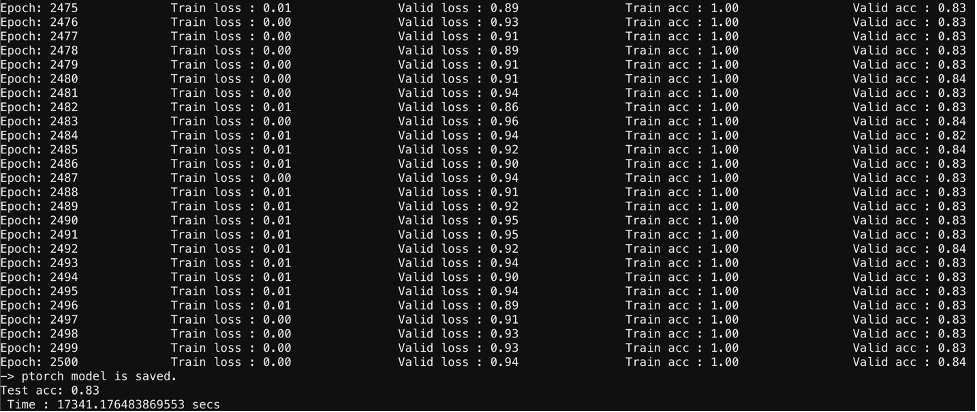 Epoch: 2475 Train loss : 0.01 Valid loss : 0.89 Train acc : 1.00 Valid acc : 0.83
Epoch: 2476 Train loss : 0.00 Valid loss : 0.93 Train acc : 1.00 Valid acc : 0.83
Epoch: 2477 Train loss : 0.00 Valid loss : 0.91 Train acc : 1.00 Valid acc : 0.83
Epoch: 2478 Train loss : 0.00 Valid loss : 0.89 Train acc : 1.00 Valid acc : 0.83
Epoch: 2479 Train loss : 0.00 Valid loss : 0.91 Train acc : 1.00 Valid acc : 0.83
Epoch: 2480 Train loss : 0.00 Valid loss : 0.91 Train acc : 1.00 Valid acc : 0.84
Epoch: 2481 Train loss : 0.00 Valid loss : 0.94 Train acc : 1.00 Valid acc : 0.83
Epoch: 2482 Train loss : 0.01 Valid loss : 0.86 Train acc : 1.00 Valid acc : 0.83
Epoch: 2483 Train loss : 0.00 Valid loss : 0.96 Train acc : 1.00 Valid acc : 0.84
Epoch: 2484 Train loss : 0.01 Valid loss : 0.94 Train acc : 1.00 Valid acc : 0.82
Epoch: 2485 Train loss : 0.01 Valid loss : 0.92 Train acc : 1.00 Valid acc : 0.84
Epoch: 2486 Train loss : 0.01 Valid loss : 0.90 Train acc : 1.00 Valid acc : 0.83
Epoch: 2487 Train loss : 0.00 Valid loss : 0.94 Train acc : 1.00 Valid acc : 0.83
Epoch: 2488 Train loss : 0.01 Valid loss : 0.91 Train acc : 1.00 Valid acc : 0.83
Epoch: 2489 Train loss : 0.01 Valid loss : 0.92 Train acc : 1.00 Valid acc : 0.83
Epoch: 2490 Train loss : 0.01 Valid loss : 0.95 Train acc : 1.00 Valid acc : 0.83
Epoch: 2491 Train loss : 0.01 Valid loss : 0.95 Train acc : 1.00 Valid acc : 0.83
Epoch: 2492 Train loss : 0.01 Valid loss : 0.92 Train acc : 1.00 Valid acc : 0.84
Epoch: 2493 Train loss : 0.01 Valid loss : 0.94 Train acc : 1.00 Valid acc : 0.83
Epoch: 2494 Train loss : 0.01 Valid loss : 0.90 Train acc : 1.00 Valid acc : 0.83
Epoch: 2495 Train loss : 0.01 Valid loss : 0.94 Train acc : 1.00 Valid acc : 0.83
Epoch: 2496 Train loss : 0.01 Valid loss : 0.89 Train acc : 1.00 Valid acc : 0.83
Epoch: 2497 Train loss : 0.00 Valid loss : 0.91 Train acc : 1.00 Valid acc : 0.83
Epoch: 2498 Train loss : 0.00 Valid loss : 0.93 Train acc : 1.00 Valid acc : 0.83
Epoch: 2499 Train loss : 0.00 Valid loss : 0.93 Train acc : 1.00 Valid acc : 0.83
Epoch: 2500 Train loss : 0.00 Valid loss : 0.94 Train acc : 1.00 Valid acc : 0.84
-> ptorch model is saved.
Test acc: 0.83
Time : 17341.176483869553 secs